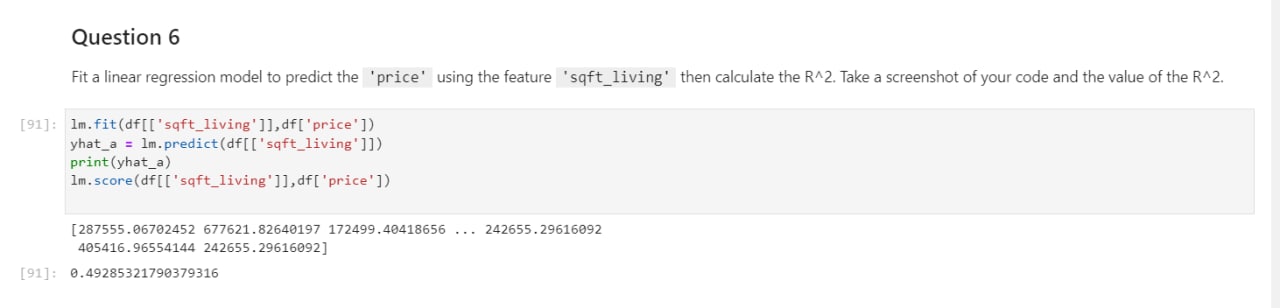 Question 6
Fit a linear regression model to predict the 'price' using the feature 'sqft_living' then calculate the R^2. Take a screenshot of your code and the value of the R^2.
[91]: lm.fit(df[['sqft_living']],df['price'])
yhat_a = lm.predict(df[['sqft_living']])
print(yhat_a)
lm.score(df[['sqft_living']],df['price'])
[287555.06702452 677621.82640197 172499.40418656 ... 242655.29616092
405416.96554144 242655.29616092]
[91]: 0.49285321790379316